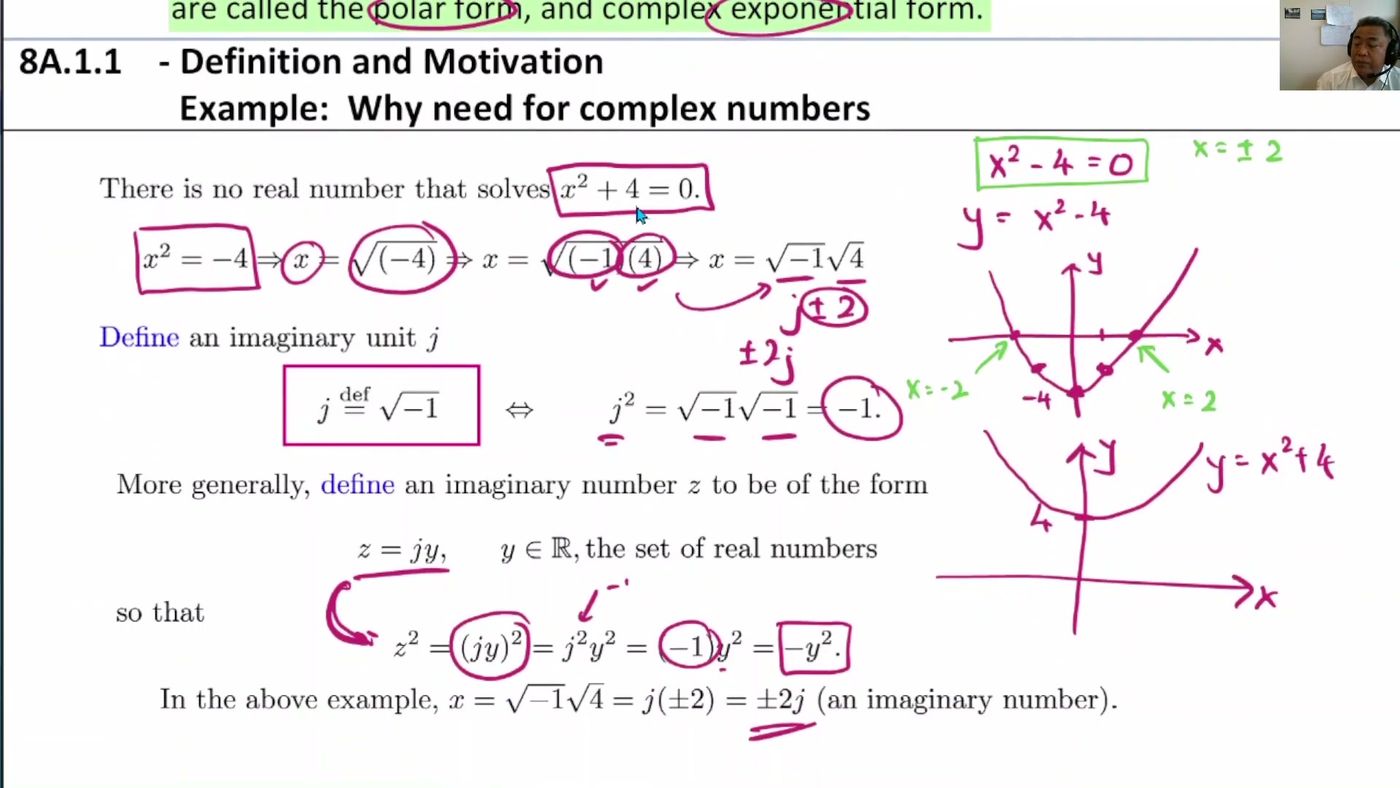 are called the polar form, and complex exponential form.
8A.1.1 - Definition and Motivation
Example: Why need for complex numbers
There is no real number that solves x² + 4 = 0.
x² = −4 ⇒ x = √(−4) ⇒ x = √(−1)(4) ⇒ x = √−1√4
j ± 2
± 2j
Define an imaginary unit j
j def= √−1 ⇔ j² = √−1√−1 = −1.
More generally, define an imaginary number z to be of the form
z = jy, y ∈ ℝ, the set of real numbers
so that
−1
z² = (jy)² = j²y² = (−1)y² = −y².
In the above example, x = √−1√4 = j(±2) = ±2j (an imaginary number).
x² - 4 = 0
x = ± 2
y = x² - 4
y
x
x = -2
-4
x = 2
y
y = x² + 4
4
x